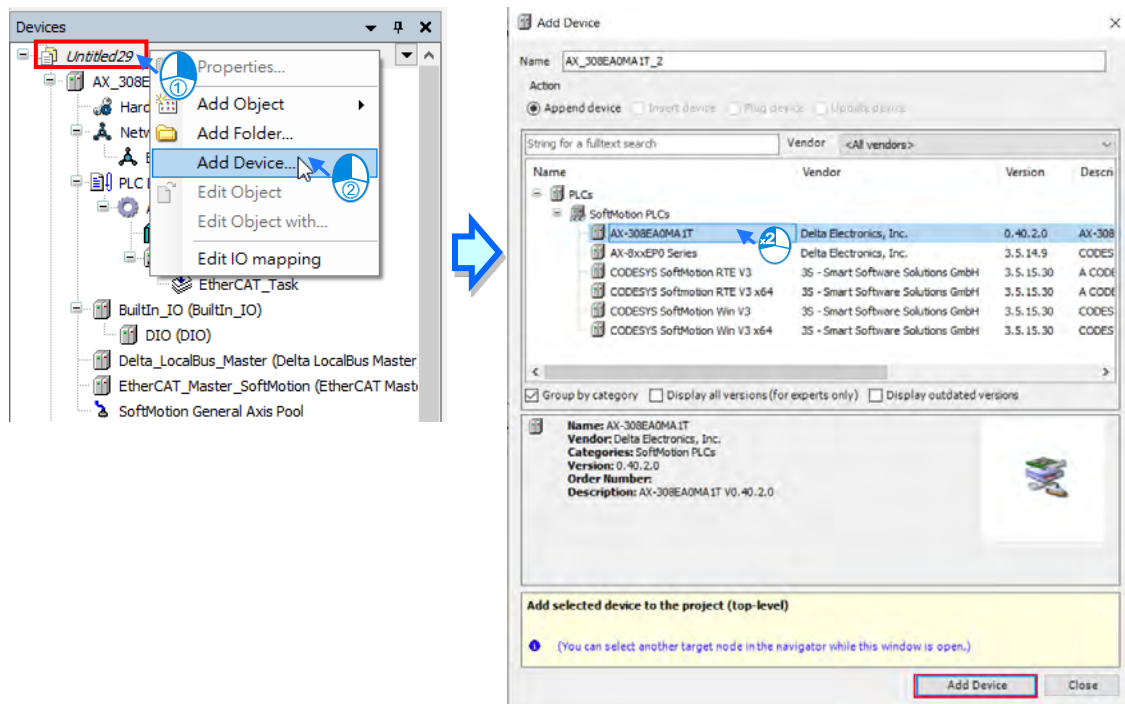 Devices
Untitled29
Properties...
①
AX_308E
Hard
Add Object
Netw
Add Folder...
E
Add Device...
PLC L
②
Edit Object
A
Edit Object with...
Edit IO mapping
EtherCAT_Task
BuiltIn_IO (BuiltIn_IO)
DIO (DIO)
Delta_LocalBus_Master (Delta LocalBus Master
EtherCAT_Master_SoftMotion (EtherCAT Mast
SoftMotion General Axis Pool
Add Device
Name AX_308EA0MA1T_2
Action
Append device Insert device Plug device Update device
String for a fulltext search Vendor <All vendors>
Name Vendor Version Descri
PLCs
SoftMotion PLCs
AX-308EA0MA1T Delta Electronics, Inc. 0.40.2.0 AX-308
x2
AX-8xxEP0 Series Delta Electronics, Inc. 3.5.14.9 CODES
CODESYS SoftMotion RTE V3 3S - Smart Software Solutions GmbH 3.5.15.30 A CODE
CODESYS Softmotion RTE V3 x64 3S - Smart Software Solutions GmbH 3.5.15.30 A CODE
CODESYS SoftMotion Win V3 3S - Smart Software Solutions GmbH 3.5.15.30 CODES
CODESYS SoftMotion Win V3 x64 3S - Smart Software Solutions GmbH 3.5.15.30 CODES
Group by category Display all versions (for experts only) Display outdated versions
Name: AX-308EA0MA1T
Vendor: Delta Electronics, Inc.
Categories: SoftMotion PLCs
Version: 0.40.2.0
Order Number:
Description: AX-308EA0MA1T V0.40.2.0
Add selected device to the project (top-level)
(You can select another target node in the navigator while this window is open.)
Add Device Close